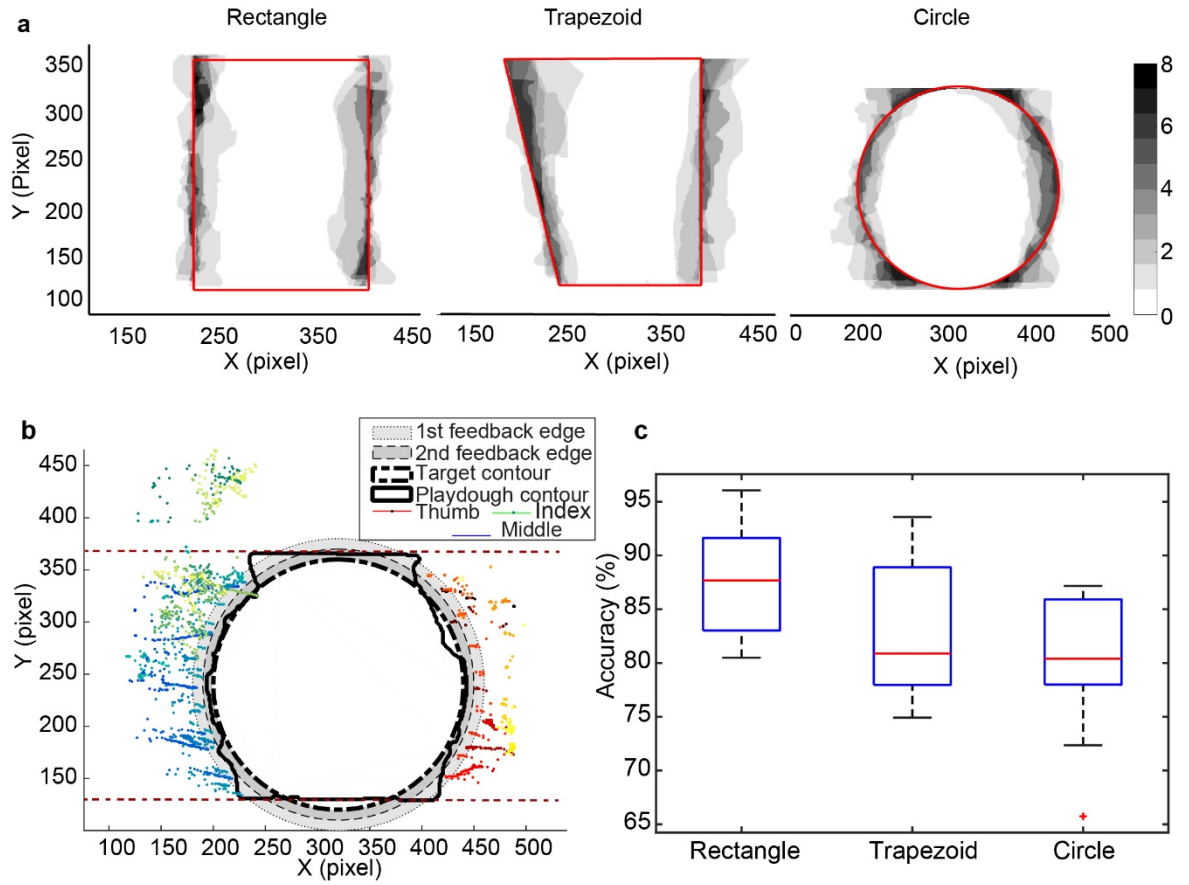 Rectangle Trapezoid Circle
a
350
300
250
200
150
100
Y (Pixel)
150 250 350 450
X (pixel)
150 250 350 450
X (pixel)
0 200 300 400 500
X (pixel)
8
6
4
2
0
b
1st feedback edge
2nd feedback edge
Target contour
Playdough contour
Thumb Index
Middle
450
400
350
300
250
200
150
Y (pixel)
100 150 200 250 300 350 400 450 500
X (pixel)
c
95
90
85
80
75
70
65
Accuracy (%)
Rectangle Trapezoid Circle